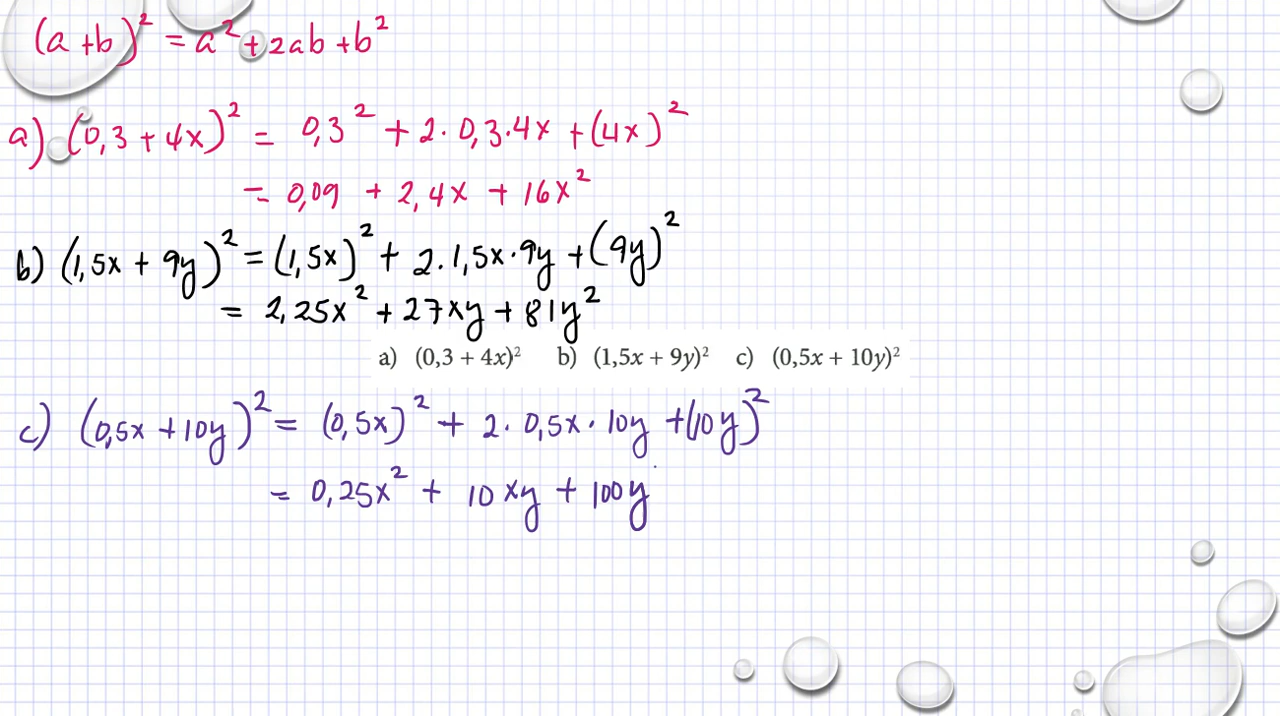 (a+b)² = a² + 2ab + b²
a) (0,3 + 4x)² = 0,3² + 2 · 0,3 · 4x + (4x)²
= 0,09 + 2,4x + 16x²
b) (1,5x + 9y)² = (1,5x)² + 2 · 1,5x · 9y + (9y)²
= 2,25x² + 27xy + 81y²
a) (0,3 + 4x)² b) (1,5x + 9y)² c) (0,5x + 10y)²
c) (0,5x + 10y)² = (0,5x)² + 2 · 0,5x · 10y + (10y)²
= 0,25x² + 10xy + 100y